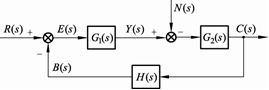 N(s)
R(s) + E(s) G₁(s) Y(s) + − G₂(s) C(s)
−
B(s)
H(s)